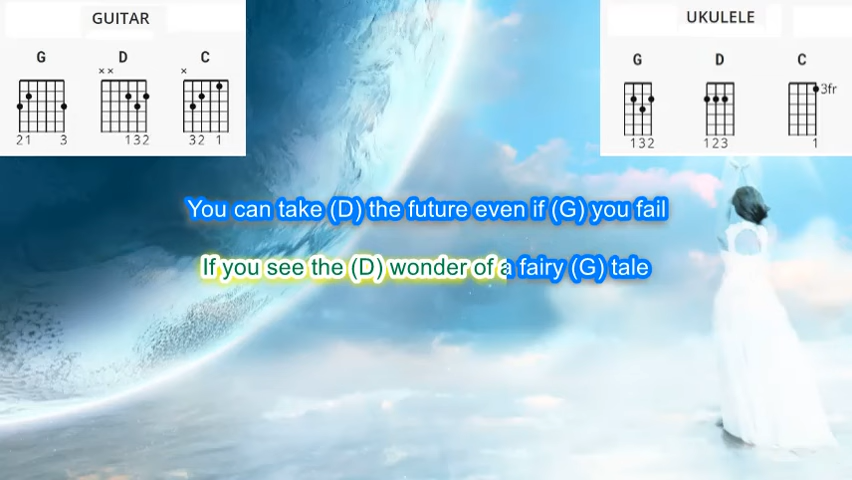 GUITAR
G D C
×× ×
21 3 132 32 1
UKULELE
G D C
3fr
132 123 1
You can take (D) the future even if (G) you fail
If you see the (D) wonder of a fairy (G) tale